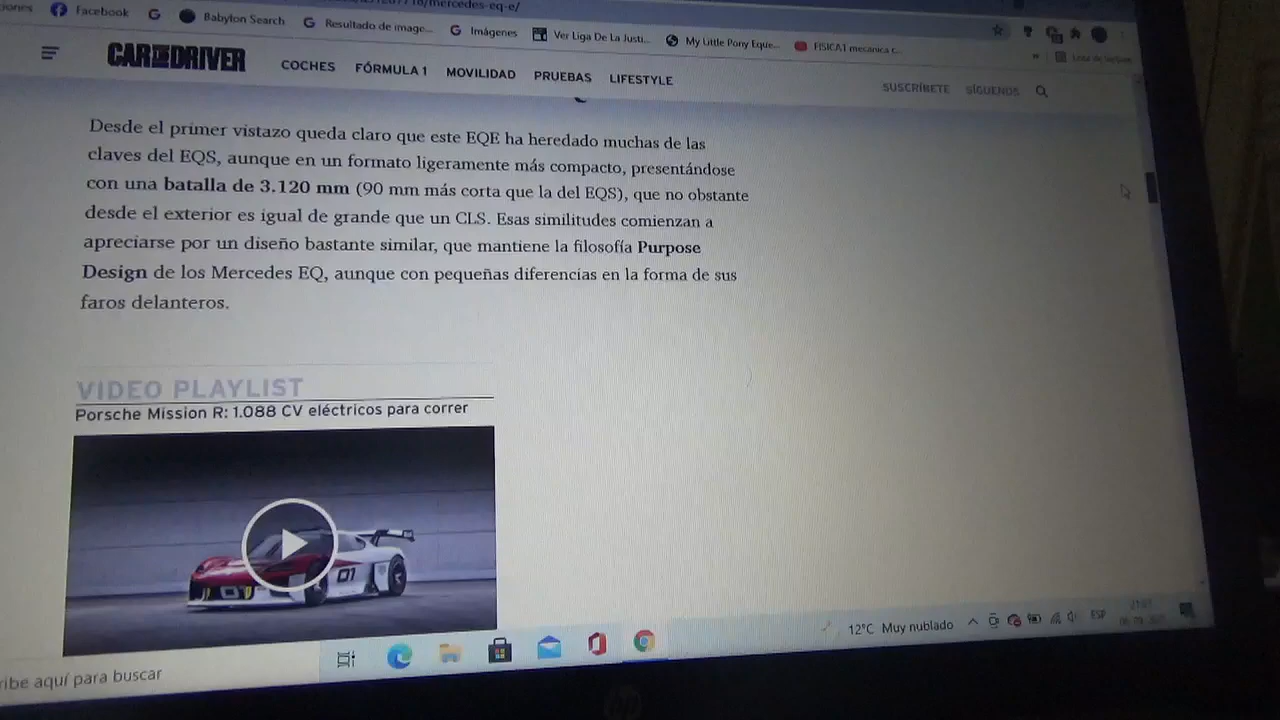 mercedes-eq-e/
Facebook
Babylon Search
Resultado de image...
Imágenes
Ver Liga De La Justi...
My Little Pony Eque...
FISICA1 mecanica c...
CAR AND DRIVER
COCHES
FÓRMULA 1
MOVILIDAD
PRUEBAS
LIFESTYLE
SUSCRÍBETE
SÍGUENOS
Desde el primer vistazo queda claro que este EQE ha heredado muchas de las
claves del EQS, aunque en un formato ligeramente más compacto, presentándose
con una batalla de 3.120 mm (90 mm más corta que la del EQS), que no obstante
desde el exterior es igual de grande que un CLS. Esas similitudes comienzan a
apreciarse por un diseño bastante similar, que mantiene la filosofía Purpose
Design de los Mercedes EQ, aunque con pequeñas diferencias en la forma de sus
faros delanteros.
VIDEO PLAYLIST
Porsche Mission R: 1.088 CV eléctricos para correr
01
12°C Muy nublado
ESP
ribe aquí para buscar
hp